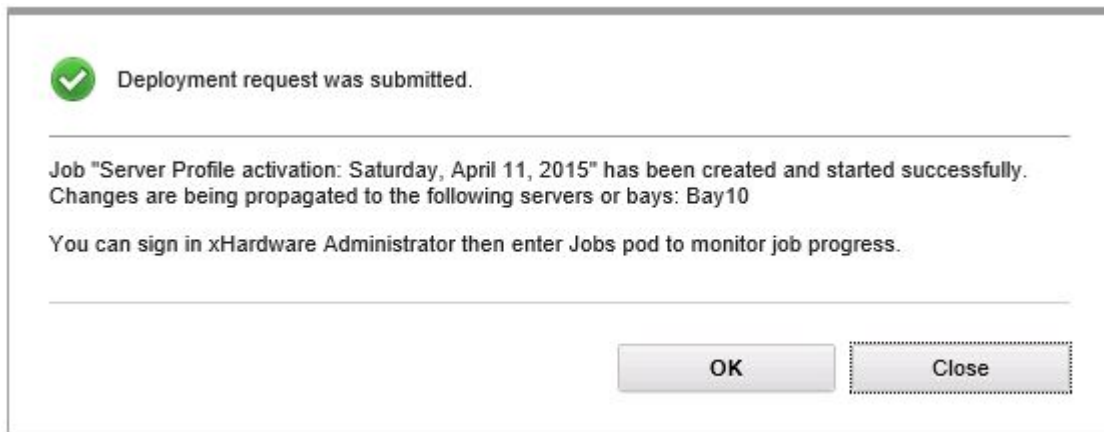 Deployment request was submitted.
Job "Server Profile activation: Saturday, April 11, 2015" has been created and started successfully.
Changes are being propagated to the following servers or bays: Bay10
You can sign in xHardware Administrator then enter Jobs pod to monitor job progress.
OK
Close